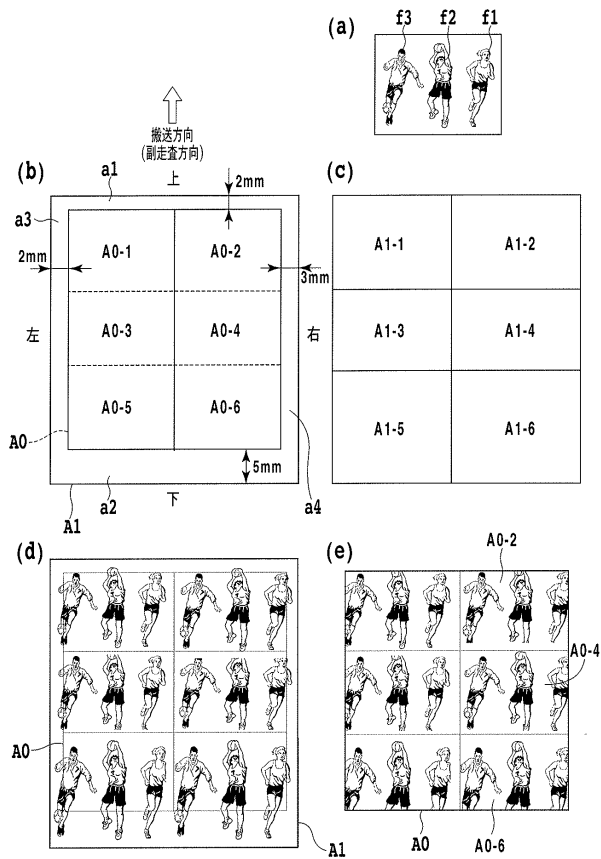 (a)
f3 f2 f1
搬送方向
(副走査方向)
(b)
上
a1
2mm
a3
2mm
A0-1 A0-2
3mm
左
A0-3 A0-4
右
A0-5 A0-6
A0
5mm
a2
a4
A1
下
(c)
A1-1 A1-2
A1-3 A1-4
A1-5 A1-6
(d)
A0
A1
(e)
A0-2
A0-4
A0
A0-6